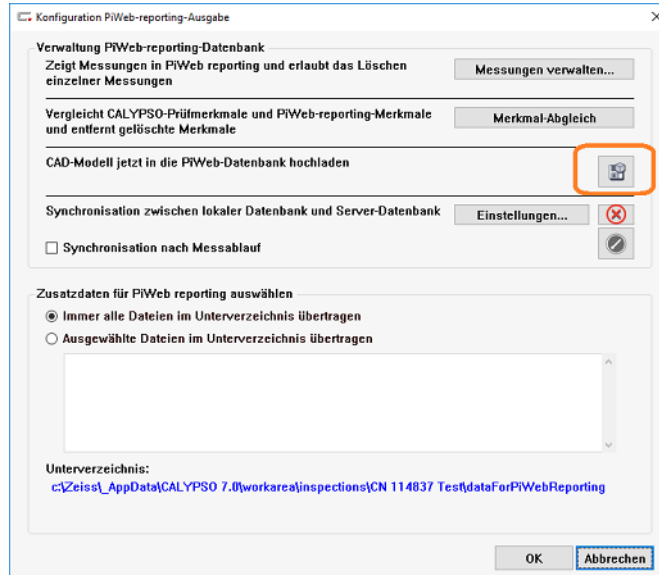 Konfiguration PiWeb-reporting-Ausgabe
Verwaltung PiWeb-reporting-Datenbank
Zeigt Messungen in PiWeb reporting und erlaubt das Löschen
einzelner Messungen
Messungen verwalten...
Vergleicht CALYPSO-Prüfmerkmale und PiWeb-reporting-Merkmale
und entfernt gelöschte Merkmale
Merkmal-Abgleich
CAD-Modell jetzt in die PiWeb-Datenbank hochladen
Synchronisation zwischen lokaler Datenbank und Server-Datenbank
Einstellungen...
Synchronisation nach Messablauf
Zusatzdaten für PiWeb reporting auswählen
Immer alle Dateien im Unterverzeichnis übertragen
Ausgewählte Dateien im Unterverzeichnis übertragen
Unterverzeichnis:
c:\Zeiss\_AppData\CALYPSO 7.0\workarea\inspections\CN 114837 Test\dataForPiWebReporting
OK
Abbrechen